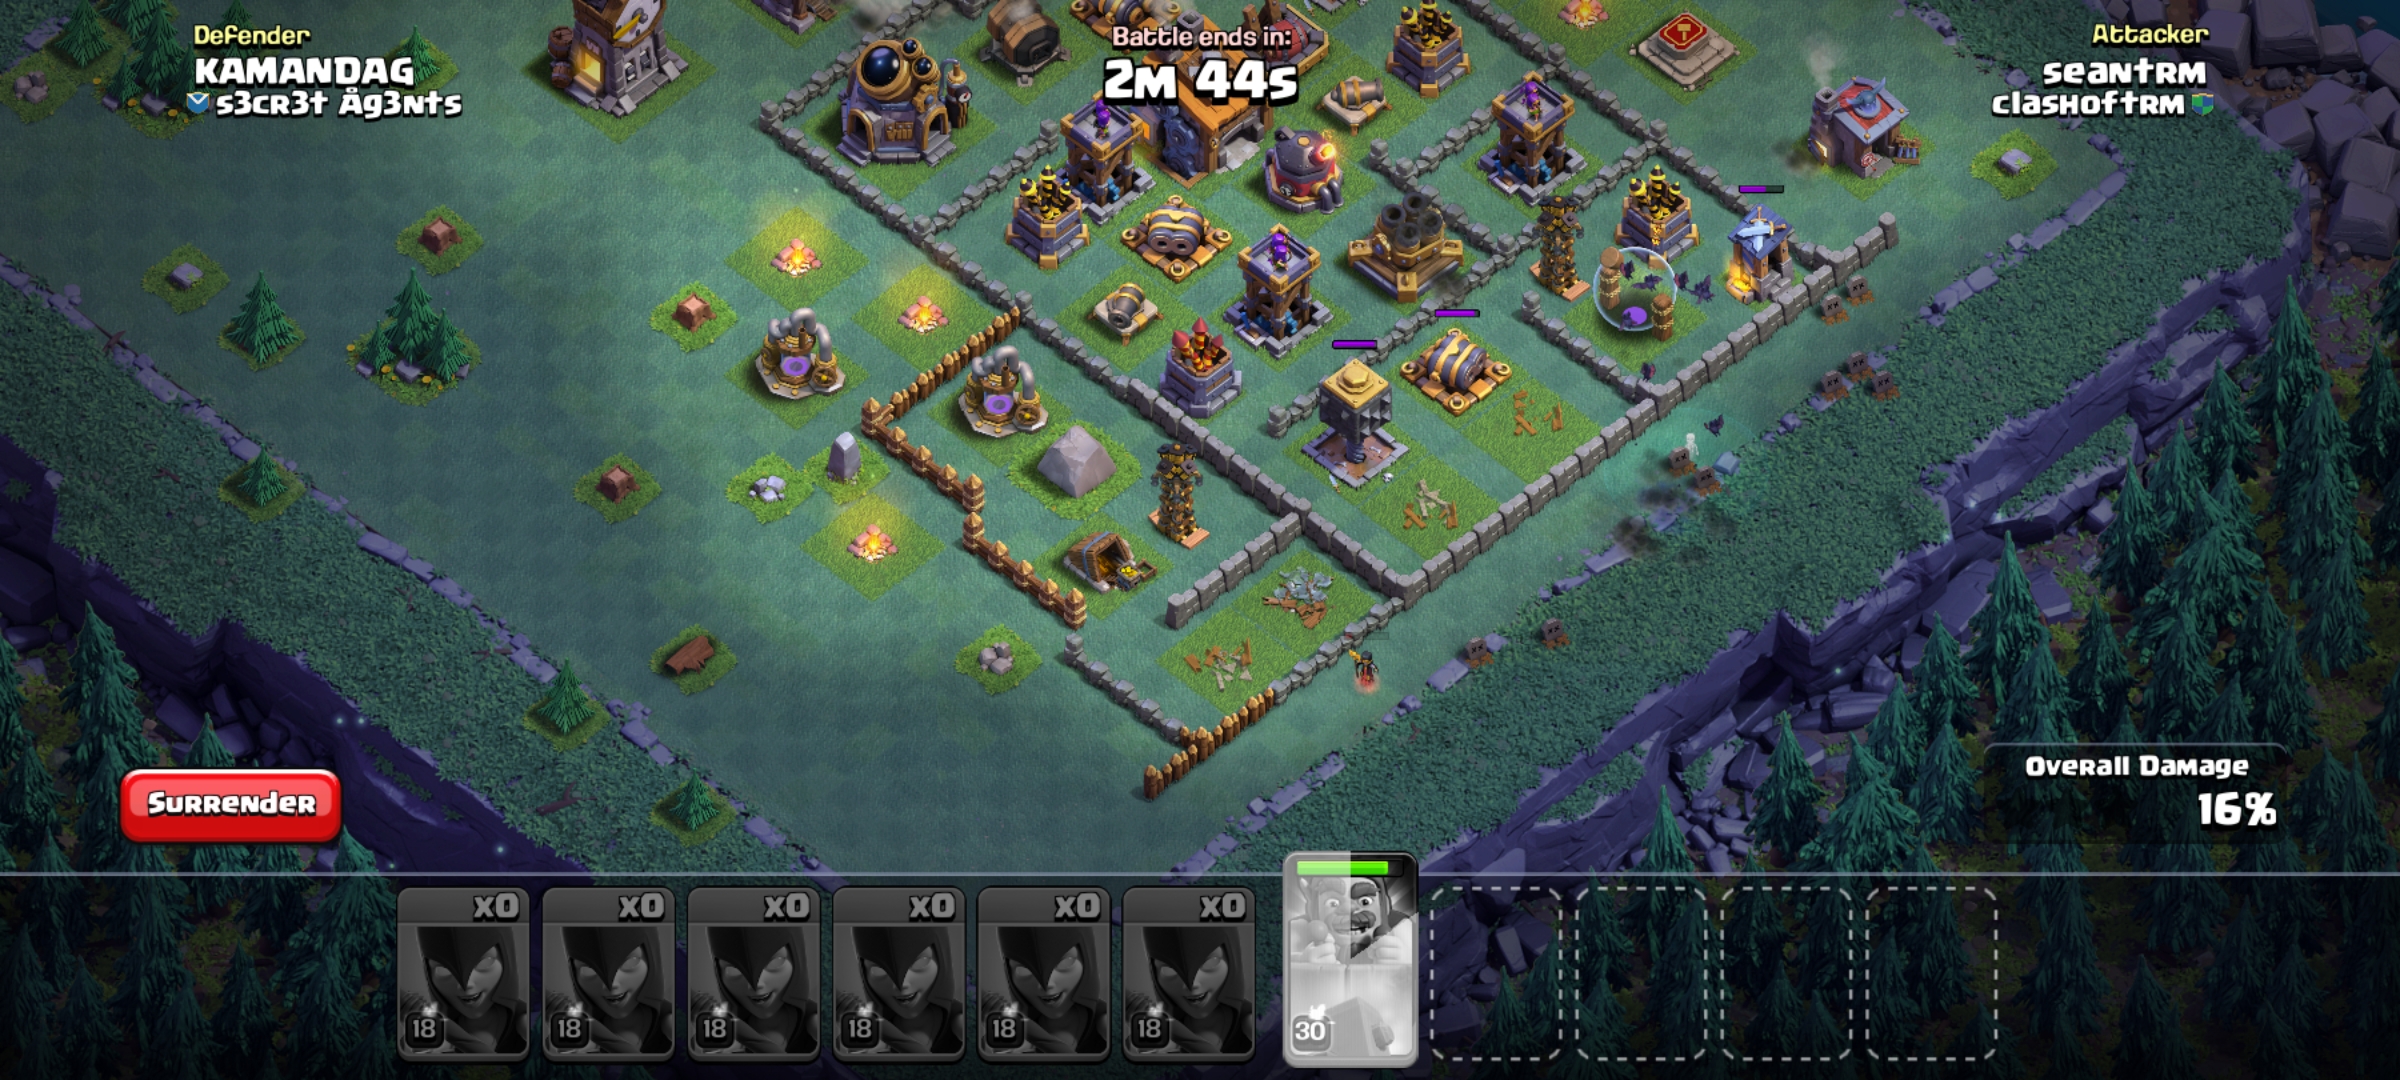 Defender
KAMANDAG
s3cr3t Åg3nts
Battle ends in:
2M 44s
Attacker
seantRM
clashoftRM
Surrender
Overall Damage
16%
x0
x0
x0
x0
x0
x0
18
18
18
18
18
18
30